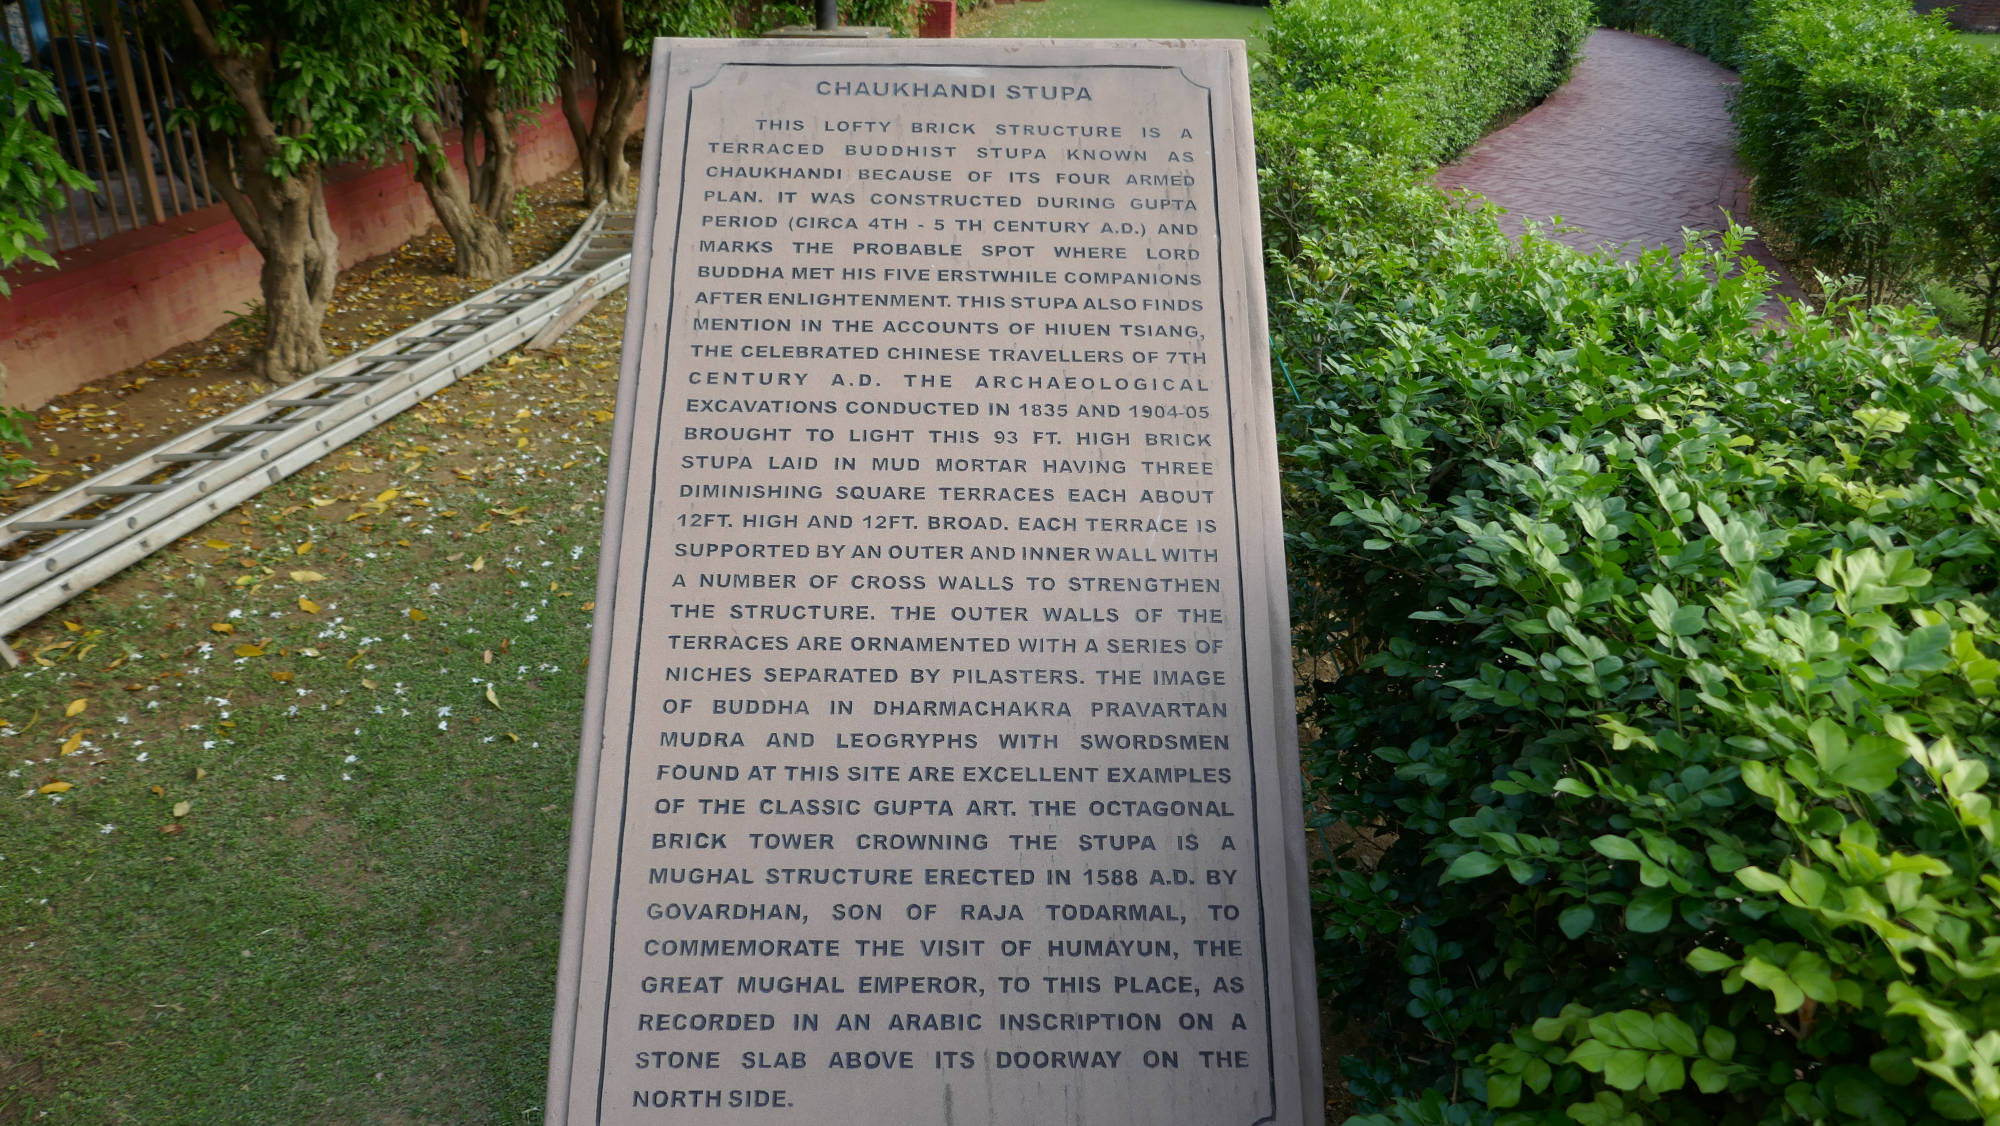 CHAUKHANDI STUPA
THIS LOFTY BRICK STRUCTURE IS A
TERRACED BUDDHIST STUPA KNOWN AS
CHAUKHANDI BECAUSE OF ITS FOUR ARMED
PLAN. IT WAS CONSTRUCTED DURING GUPTA
PERIOD (CIRCA 4TH - 5 TH CENTURY A.D.) AND
MARKS THE PROBABLE SPOT WHERE LORD
BUDDHA MET HIS FIVE ERSTWHILE COMPANIONS
AFTER ENLIGHTENMENT. THIS STUPA ALSO FINDS
MENTION IN THE ACCOUNTS OF HIUEN TSIANG,
THE CELEBRATED CHINESE TRAVELLERS OF 7TH
CENTURY A.D. THE ARCHAEOLOGICAL
EXCAVATIONS CONDUCTED IN 1835 AND 1904-05
BROUGHT TO LIGHT THIS 93 FT. HIGH BRICK
STUPA LAID IN MUD MORTAR HAVING THREE
DIMINISHING SQUARE TERRACES EACH ABOUT
12FT. HIGH AND 12FT. BROAD. EACH TERRACE IS
SUPPORTED BY AN OUTER AND INNER WALL WITH
A NUMBER OF CROSS WALLS TO STRENGTHEN
THE STRUCTURE. THE OUTER WALLS OF THE
TERRACES ARE ORNAMENTED WITH A SERIES OF
NICHES SEPARATED BY PILASTERS. THE IMAGE
OF BUDDHA IN DHARMACHAKRA PRAVARTAN
MUDRA AND LEOGRYPHS WITH SWORDSMEN
FOUND AT THIS SITE ARE EXCELLENT EXAMPLES
OF THE CLASSIC GUPTA ART. THE OCTAGONAL
BRICK TOWER CROWNING THE STUPA IS A
MUGHAL STRUCTURE ERECTED IN 1588 A.D. BY
GOVARDHAN, SON OF RAJA TODARMAL, TO
COMMEMORATE THE VISIT OF HUMAYUN, THE
GREAT MUGHAL EMPEROR, TO THIS PLACE, AS
RECORDED IN AN ARABIC INSCRIPTION ON A
STONE SLAB ABOVE ITS DOORWAY ON THE
NORTH SIDE.